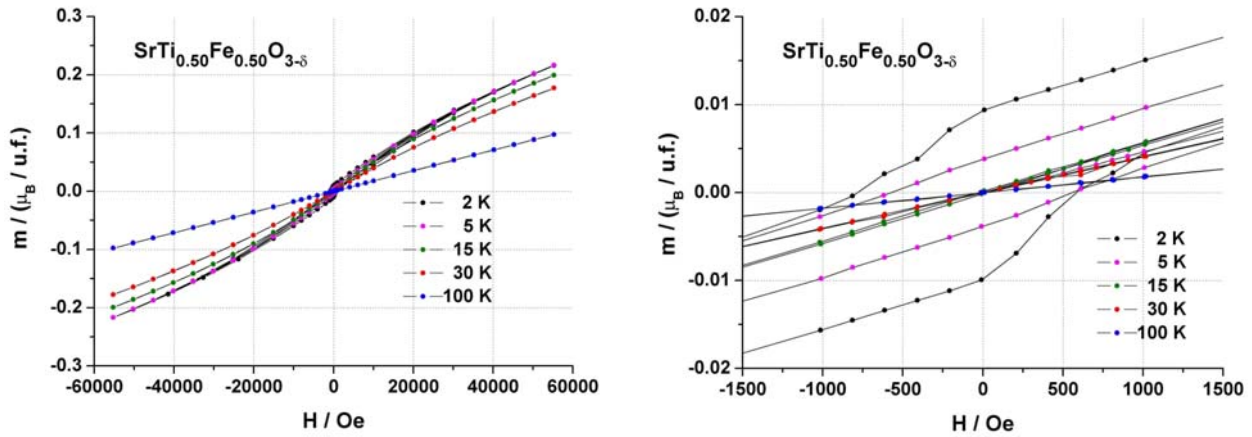 SrTi0.50Fe0.50O3-δ
m / (μB / u.f.)
0.3
0.2
0.1
0.0
-0.1
-0.2
-0.3
2 K
5 K
15 K
30 K
100 K
-60000 -40000 -20000 0 20000 40000 60000
H / Oe
SrTi0.50Fe0.50O3-δ
m / (μB / u.f.)
0.02
0.01
0.00
-0.01
-0.02
2 K
5 K
15 K
30 K
100 K
-1500 -1000 -500 0 500 1000 1500
H / Oe